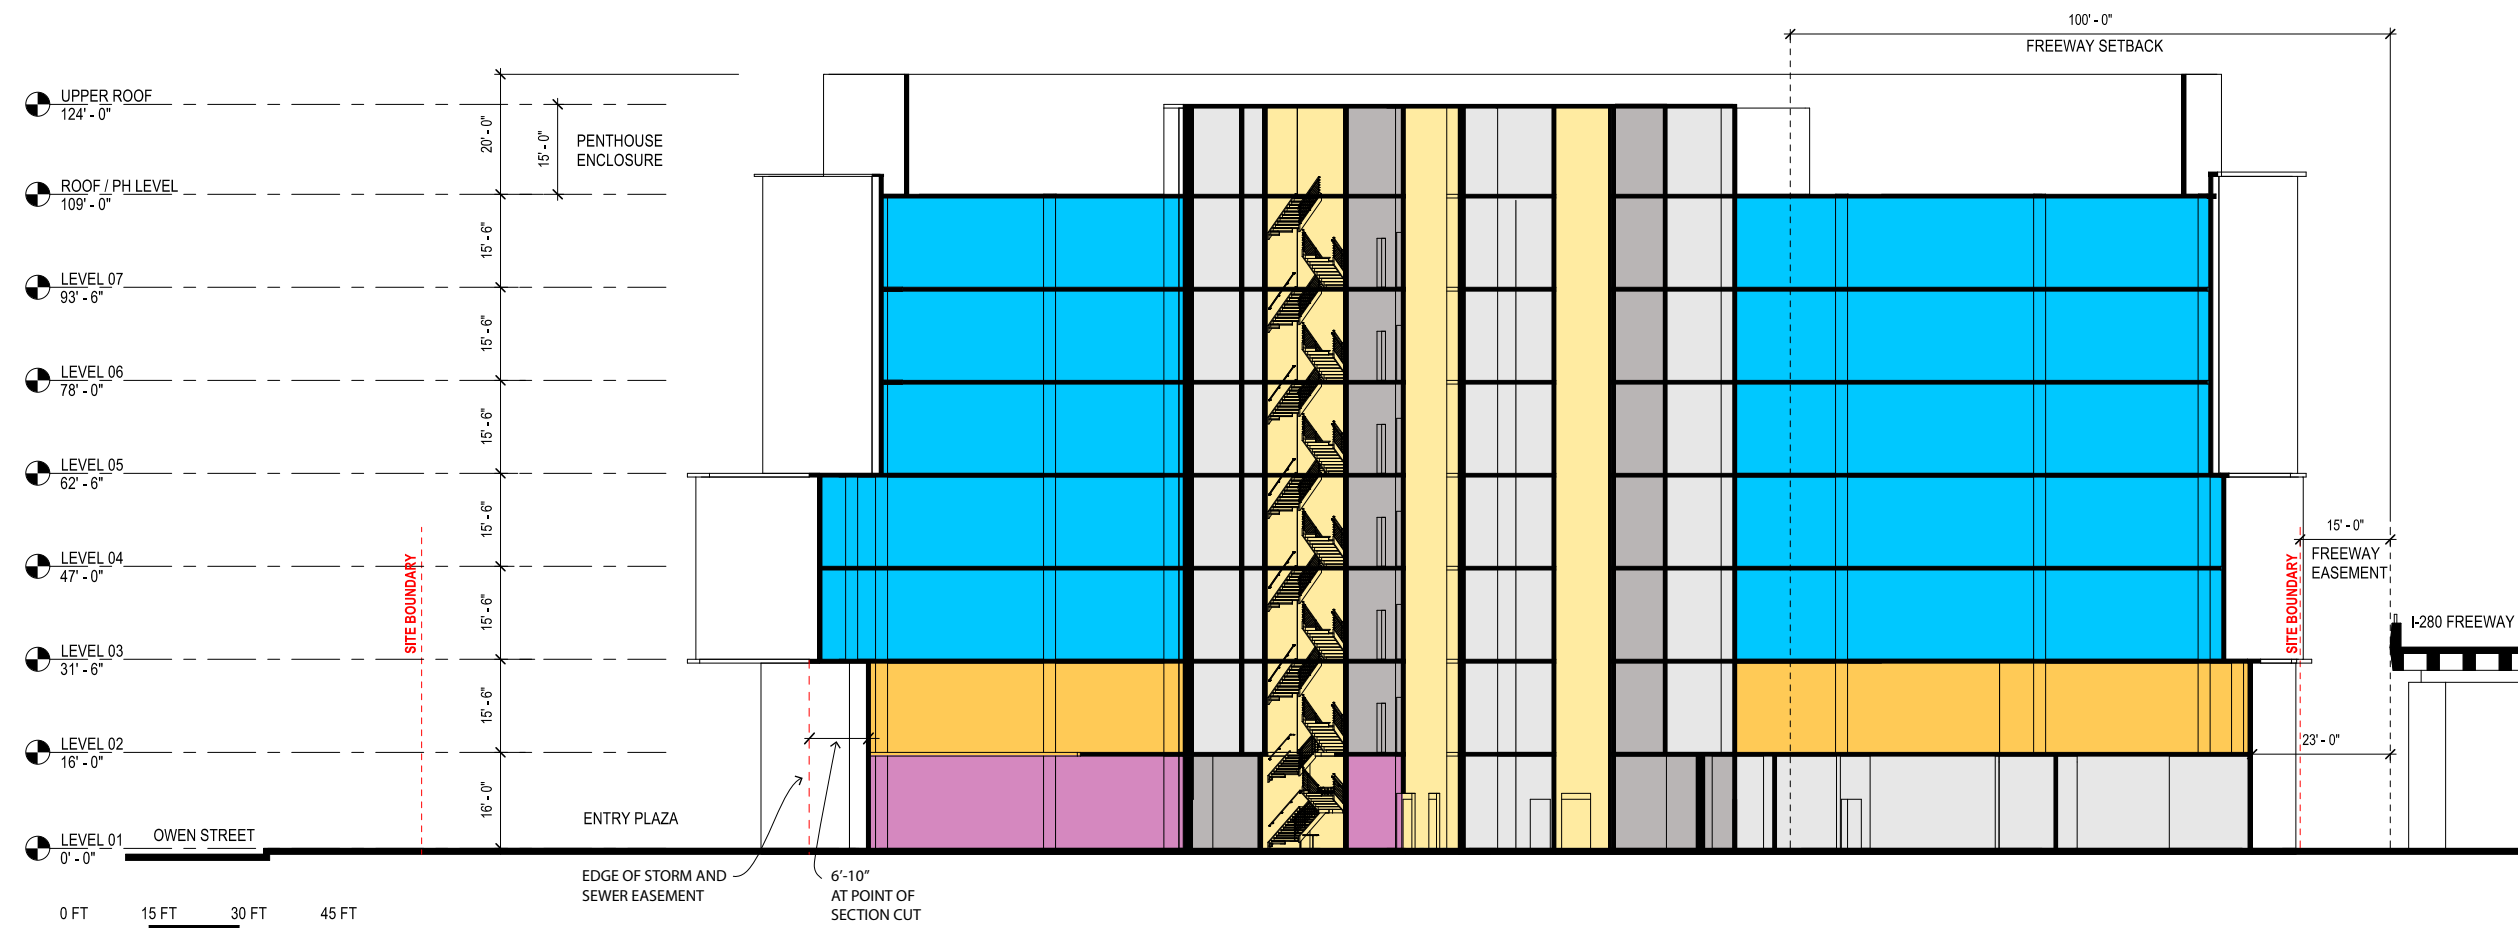 100' - 0"
FREEWAY SETBACK
UPPER ROOF
124' - 0"
20' - 0"
15' - 0"
PENTHOUSE
ENCLOSURE
ROOF / PH LEVEL
109' - 0"
15' - 6"
LEVEL 07
93' - 6"
15' - 6"
LEVEL 06
78' - 0"
15' - 6"
LEVEL 05
62' - 6"
15' - 6"
LEVEL 04
47' - 0"
15' - 6"
LEVEL 03
31' - 6"
15' - 6"
LEVEL 02
16' - 0"
16' - 0"
LEVEL 01
0' - 0"
SITE BOUNDARY
OWEN STREET
ENTRY PLAZA
EDGE OF STORM AND
SEWER EASEMENT
6'-10"
AT POINT OF
SECTION CUT
15' - 0"
FREEWAY
EASEMENT
SITE BOUNDARY
I-280 FREEWAY
23' - 0"
0 FT 15 FT 30 FT 45 FT